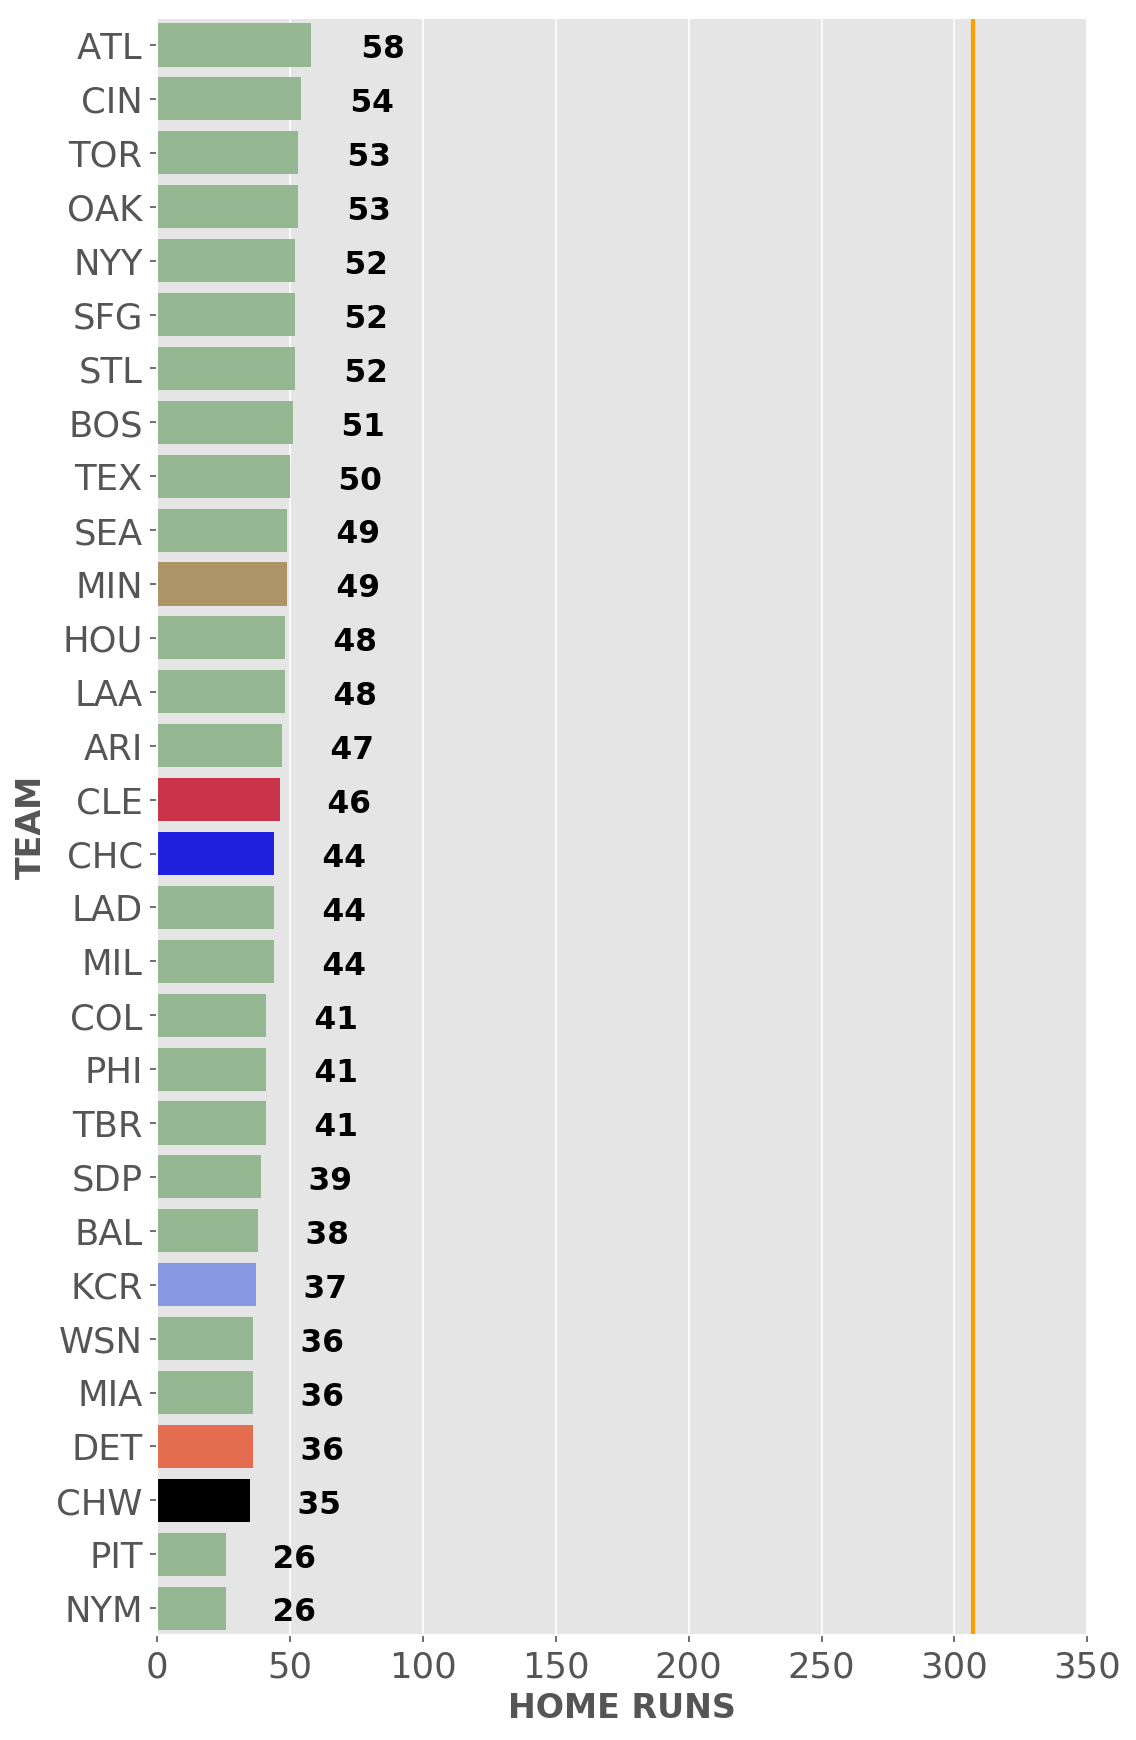 ATL 58
CIN 54
TOR 53
OAK 53
NYY 52
SFG 52
STL 52
BOS 51
TEX 50
SEA 49
MIN 49
HOU 48
LAA 48
ARI 47
CLE 46
CHC 44
LAD 44
MIL 44
COL 41
PHI 41
TBR 41
SDP 39
BAL 38
KCR 37
WSN 36
MIA 36
DET 36
CHW 35
PIT 26
NYM 26
TEAM
0 50 100 150 200 250 300 350
HOME RUNS